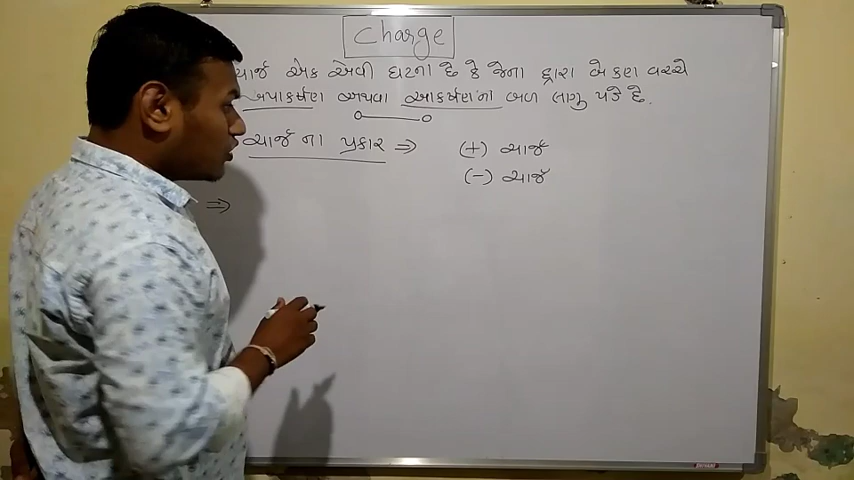 Charge
ચાર્જ એક એવી ઘટના છે કે જેના દ્વારા બે કણ વચ્ચે
અપાકર્ષણ અથવા આકર્ષણનાં બળ લાગુ પડે છે.
ચાર્જ ના પ્રકાર ⇒ (+) ચાર્જ
(-) ચાર્જ
⇒